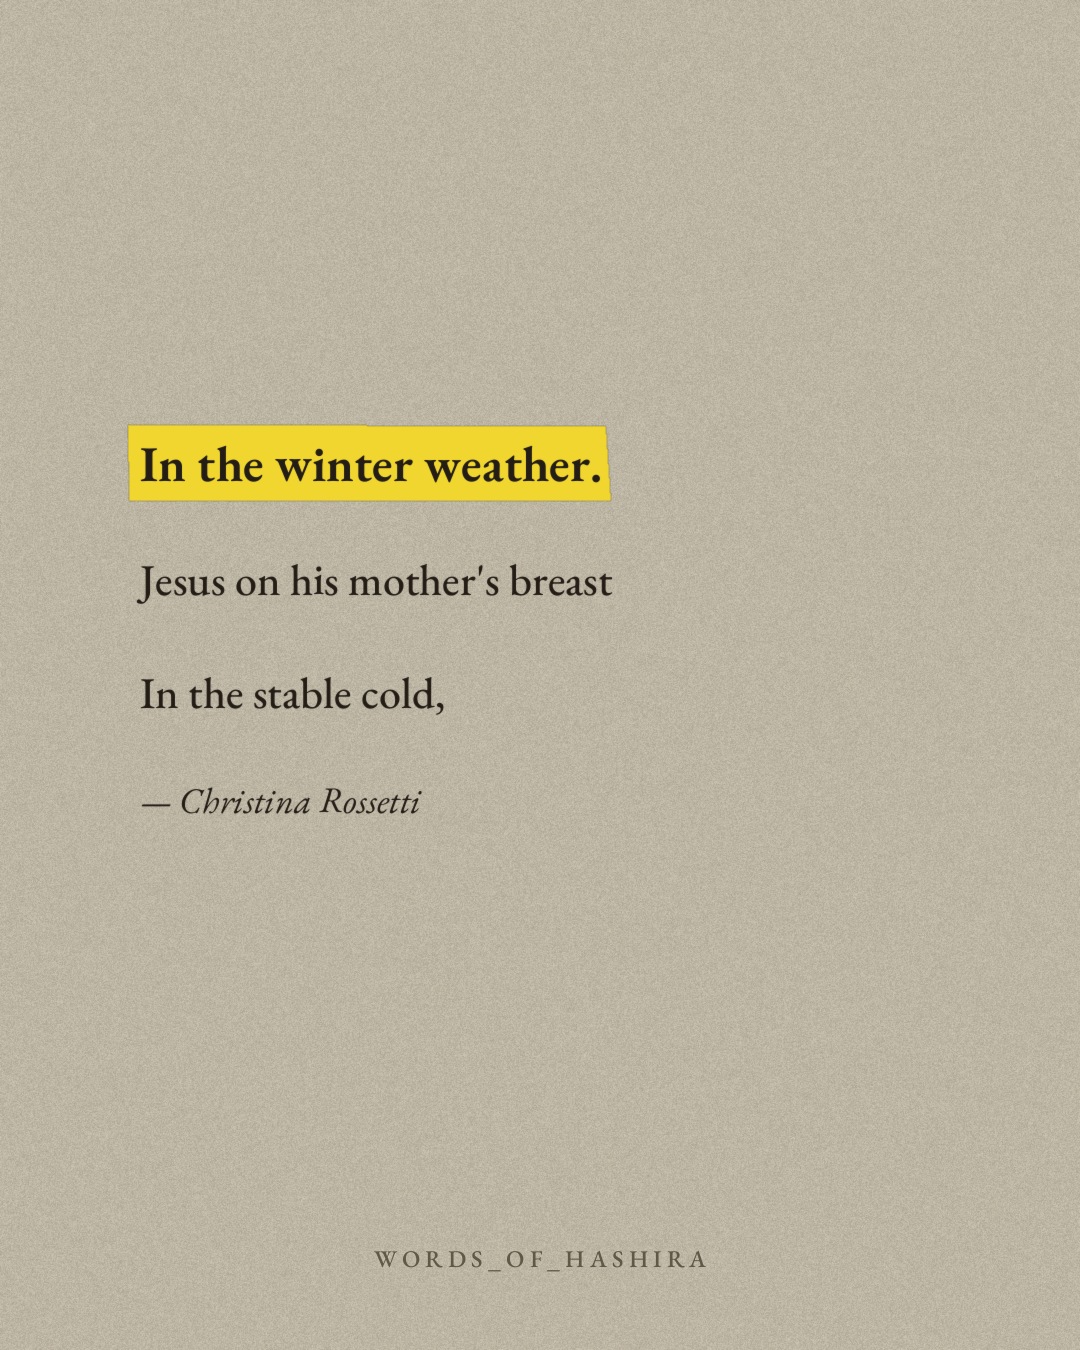 In the winter weather.
Jesus on his mother's breast
In the stable cold,
— Christina Rossetti
WORDS_OF_HASHIRA